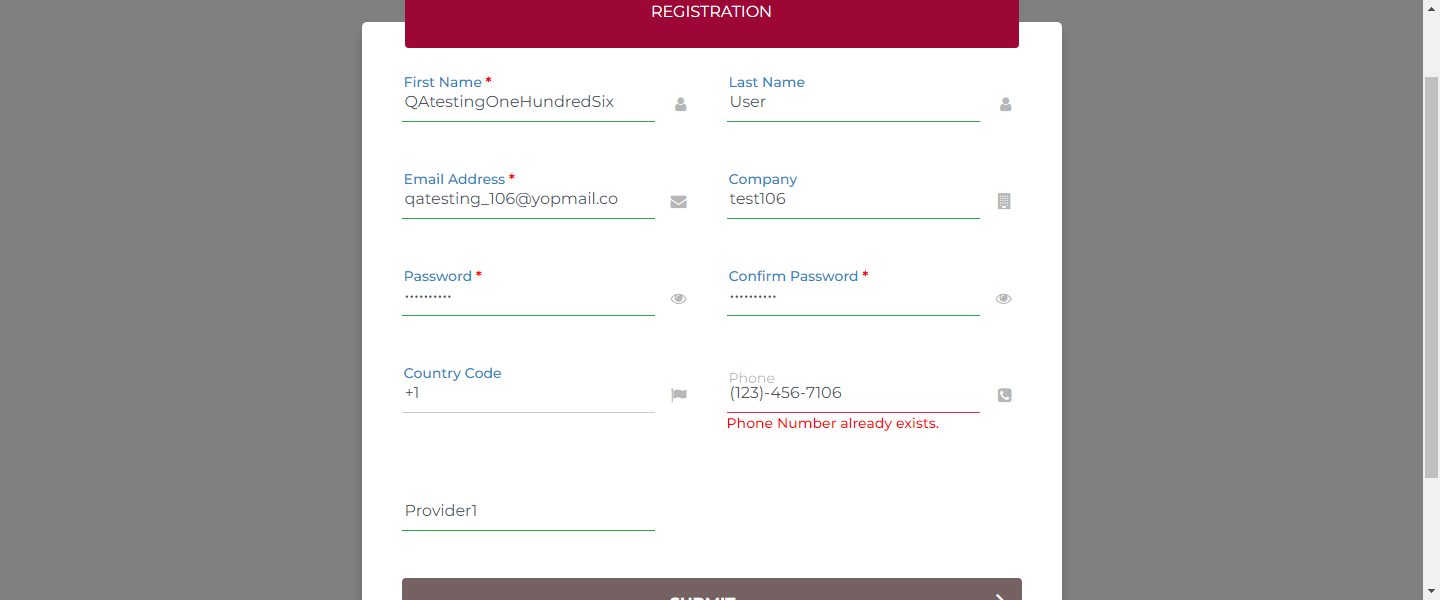 REGISTRATION
First Name *
QAtestingOneHundredSix
Last Name
User
Email Address *
qatesting_106@yopmail.co
Company
test106
Password *
··········
Confirm Password *
··········
Country Code
+1
Phone
(123)-456-7106
Phone Number already exists.
Provider1
SUBMIT